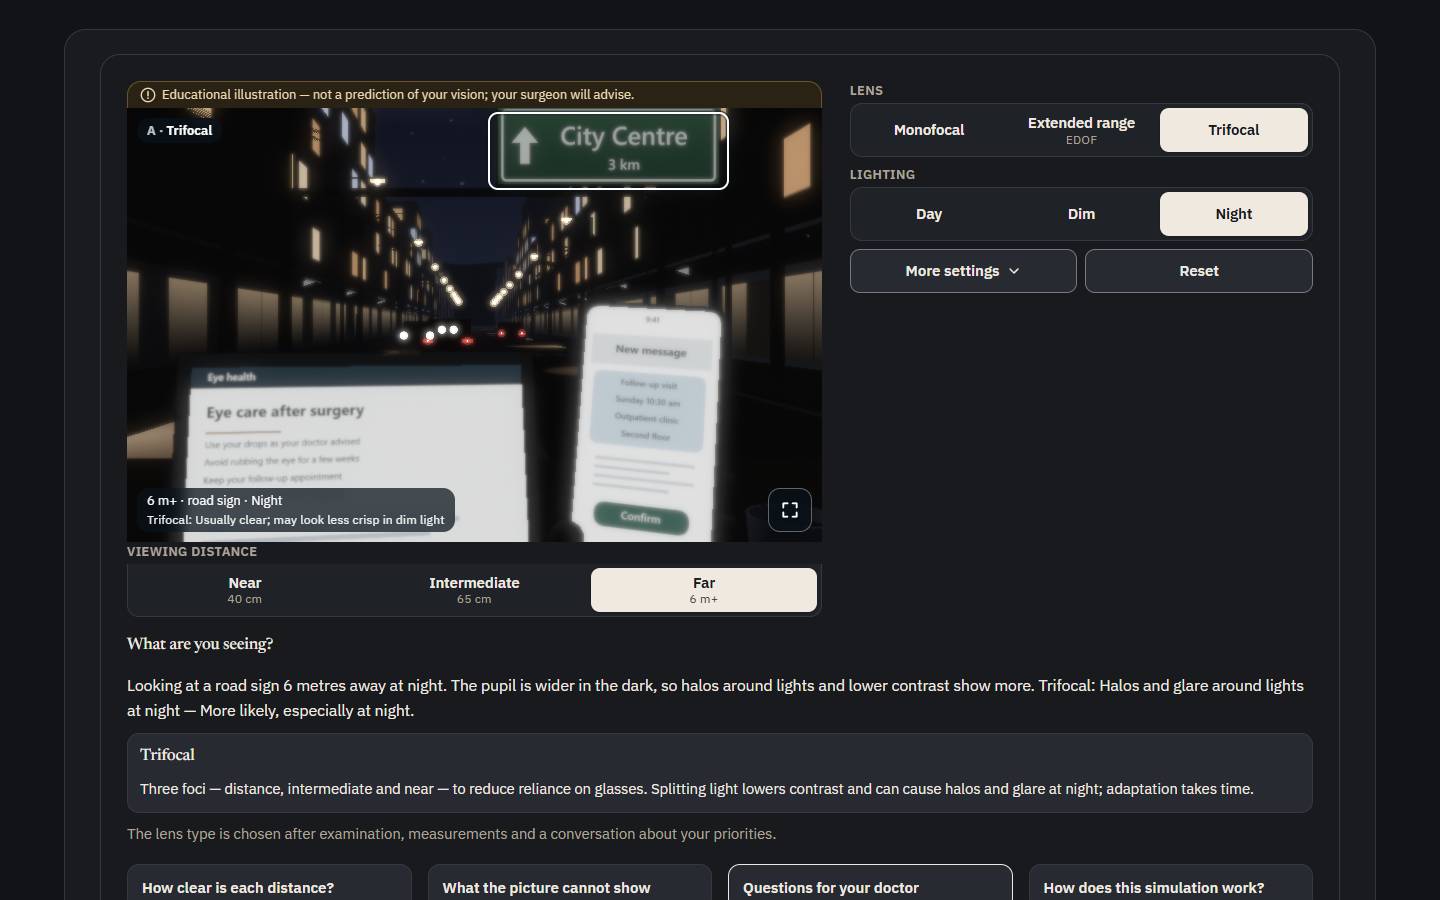 Educational illustration — not a prediction of your vision; your surgeon will advise.
A · Trifocal
City Centre
3 km
9:41
New message
Follow-up visit
Sunday 10:30 am
Outpatient clinic
Second floor
Confirm
Eye health
Eye care after surgery
Use your drops as your doctor advised
Avoid rubbing the eye for a few weeks
Keep your follow-up appointment
6 m+ · road sign · Night
Trifocal: Usually clear; may look less crisp in dim light
VIEWING DISTANCE
Near
40 cm
Intermediate
65 cm
Far
6 m+
LENS
Monofocal
Extended range
EDOF
Trifocal
LIGHTING
Day
Dim
Night
More settings
Reset
What are you seeing?
Looking at a road sign 6 metres away at night. The pupil is wider in the dark, so halos around lights and lower contrast show more. Trifocal: Halos and glare around lights
at night — More likely, especially at night.
Trifocal
Three foci — distance, intermediate and near — to reduce reliance on glasses. Splitting light lowers contrast and can cause halos and glare at night; adaptation takes time.
The lens type is chosen after examination, measurements and a conversation about your priorities.
How clear is each distance?
What the picture cannot show
Questions for your doctor
How does this simulation work?